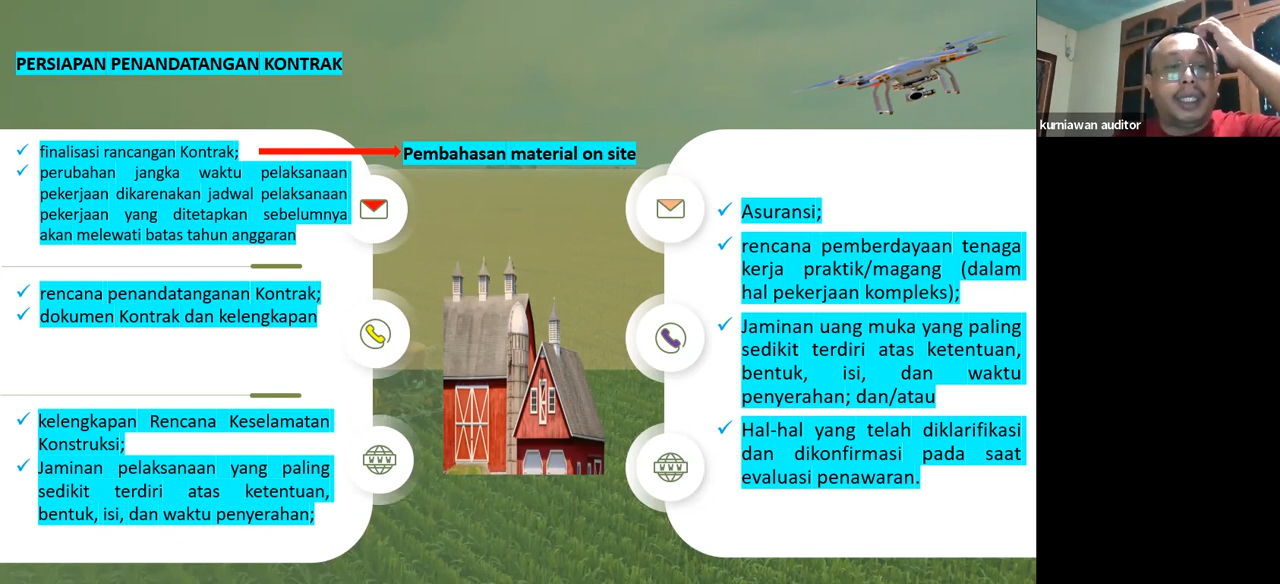 PERSIAPAN PENANDATANGAN KONTRAK
finalisasi rancangan Kontrak;
Pembahasan material on site
perubahan jangka waktu pelaksanaan
pekerjaan dikarenakan jadwal pelaksanaan
pekerjaan yang ditetapkan sebelumnya
akan melewati batas tahun anggaran
rencana penandatanganan Kontrak;
dokumen Kontrak dan kelengkapan
kelengkapan Rencana Keselamatan
Konstruksi;
Jaminan pelaksanaan yang paling
sedikit terdiri atas ketentuan,
bentuk, isi, dan waktu penyerahan;
WWW
Asuransi;
rencana pemberdayaan tenaga
kerja praktik/magang (dalam
hal pekerjaan kompleks);
Jaminan uang muka yang paling
sedikit terdiri atas ketentuan,
bentuk, isi, dan waktu
penyerahan; dan/atau
Hal-hal yang telah diklarifikasi
dan dikonfirmasi pada saat
evaluasi penawaran.
WWW
kurniawan auditor